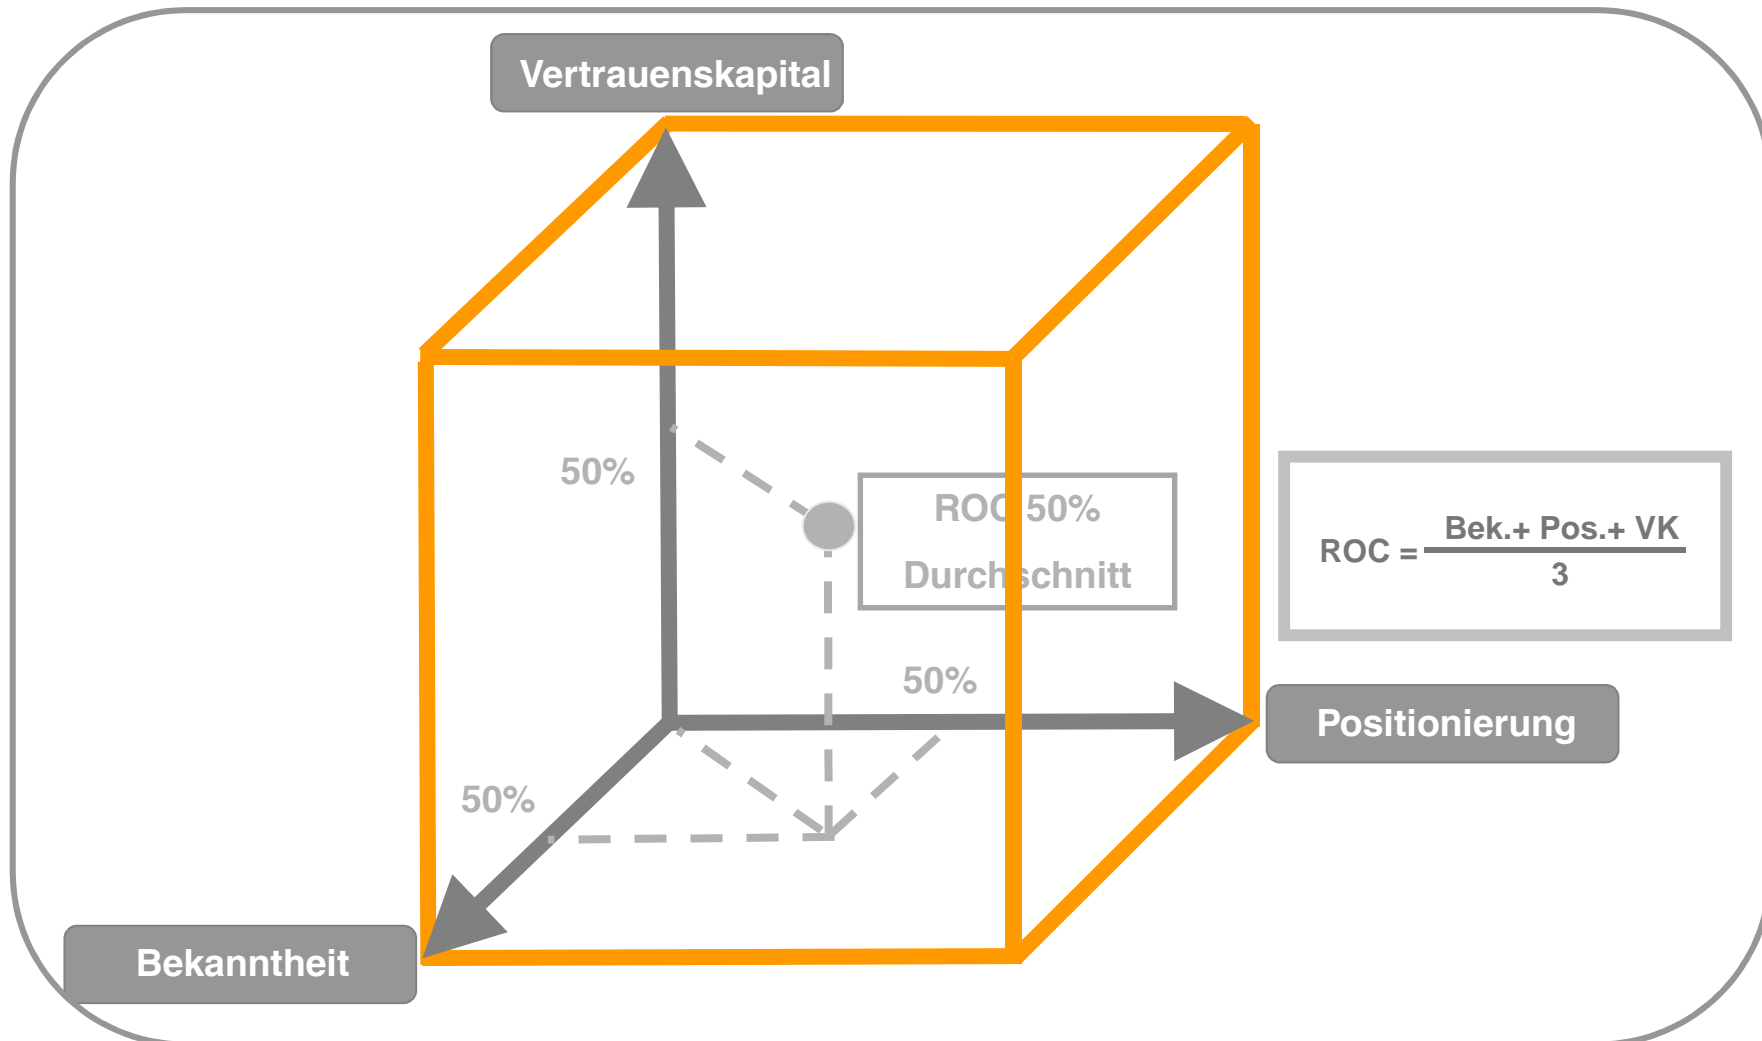 Vertrauenskapital
50%
ROC 50%
Durchschnitt
ROC = Bek.+ Pos.+ VK
3
50%
Positionierung
50%
Bekanntheit